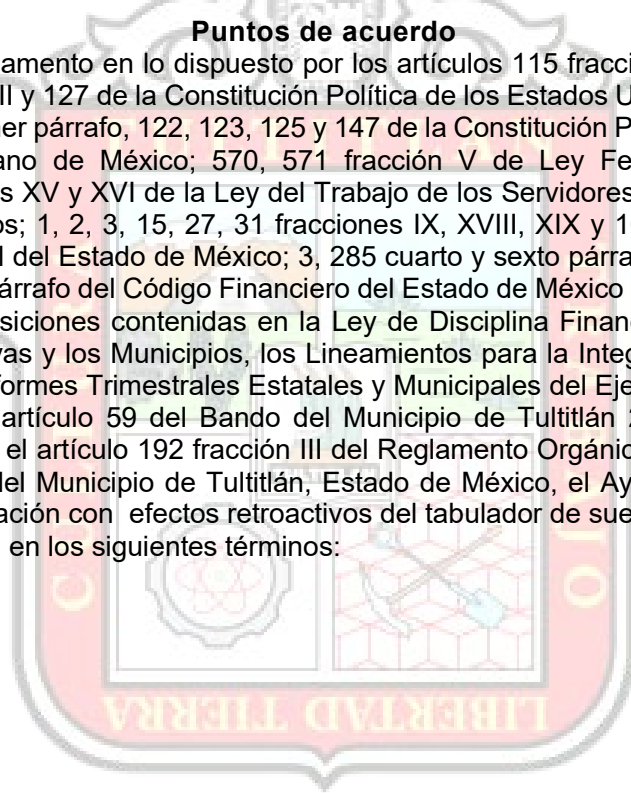 Puntos de acuerdo
amento en lo dispuesto por los artículos 115 fracci
II y 127 de la Constitución Política de los Estados U
er párrafo, 122, 123, 125 y 147 de la Constitución P
ano de México; 570, 571 fracción V de Ley Fe
s XV y XVI de la Ley del Trabajo de los Servidores
os; 1, 2, 3, 15, 27, 31 fracciones IX, XVIII, XIX y 1
l del Estado de México; 3, 285 cuarto y sexto párra
árrafo del Código Financiero del Estado de México
siciones contenidas en la Ley de Disciplina Finan
vas y los Municipios, los Lineamientos para la Integ
formes Trimestrales Estatales y Municipales del Eje
artículo 59 del Bando del Municipio de Tultitlán 2
el artículo 192 fracción III del Reglamento Orgánic
del Municipio de Tultitlán, Estado de México, el Ay
ación con efectos retroactivos del tabulador de sue
en los siguientes términos:
CULTURA
TRABAJO
LIBERTAD TIERRA